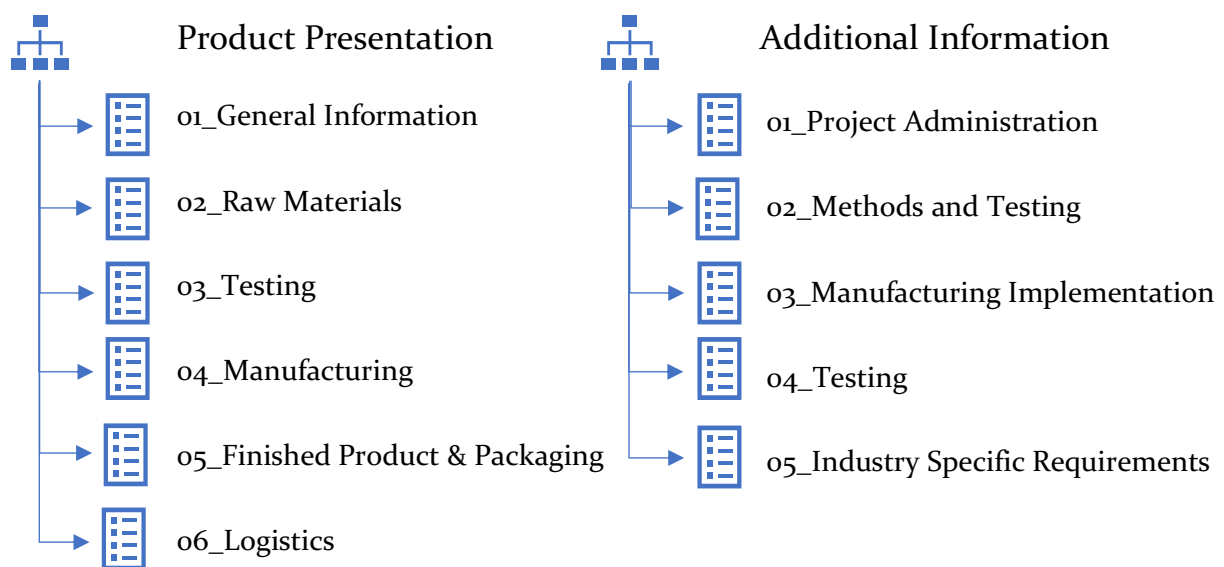 Product Presentation
01_General Information
02_Raw Materials
03_Testing
04_Manufacturing
05_Finished Product & Packaging
06_Logistics
Additional Information
01_Project Administration
02_Methods and Testing
03_Manufacturing Implementation
04_Testing
05_Industry Specific Requirements